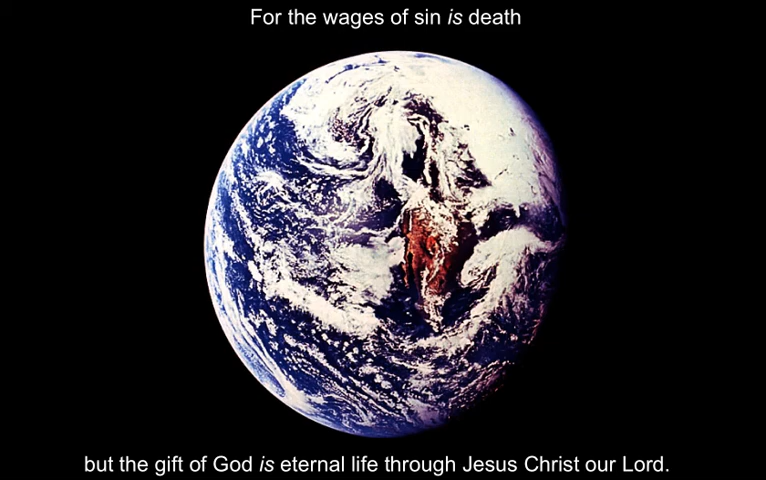 For the wages of sin is death
but the gift of God is eternal life through Jesus Christ our Lord.